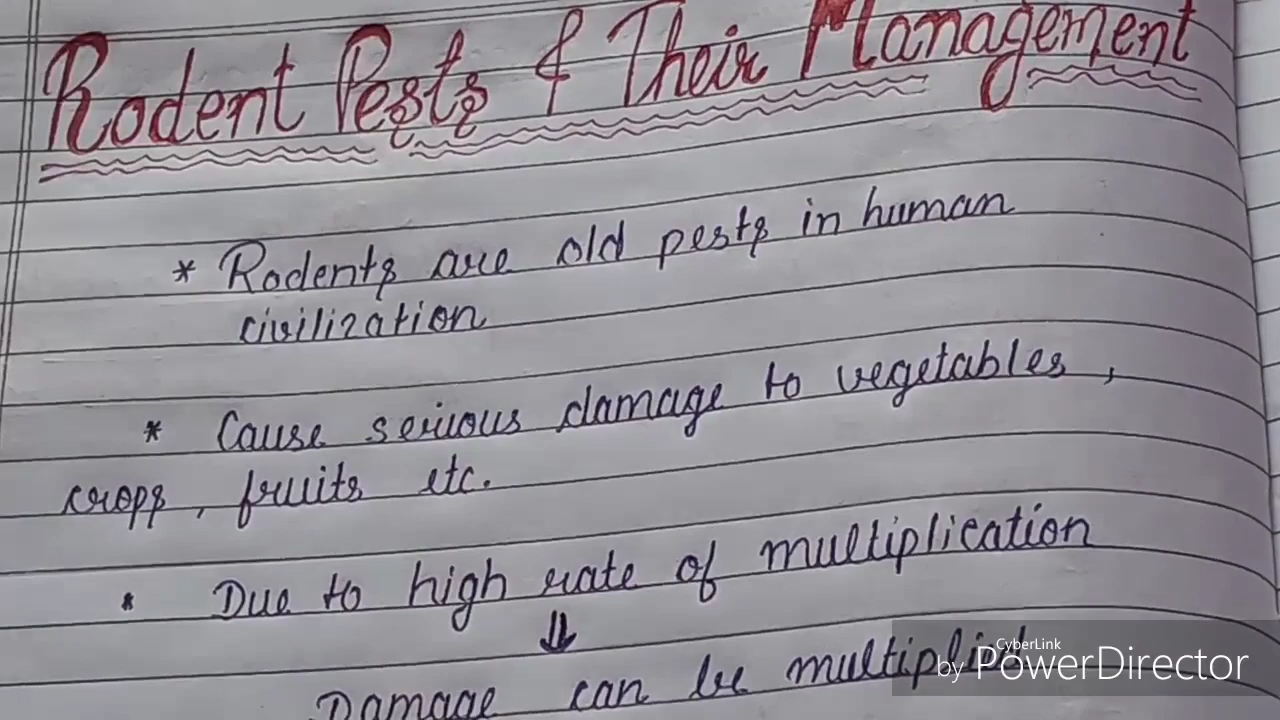 Rodent Pests & Their Management
* Rodents are old pests in human
civilization
* Cause serious damage to vegetables,
crops, fruits etc.
* Due to high rate of multiplication
⇓
Damage can be multiplied
CyberLink
by PowerDirector